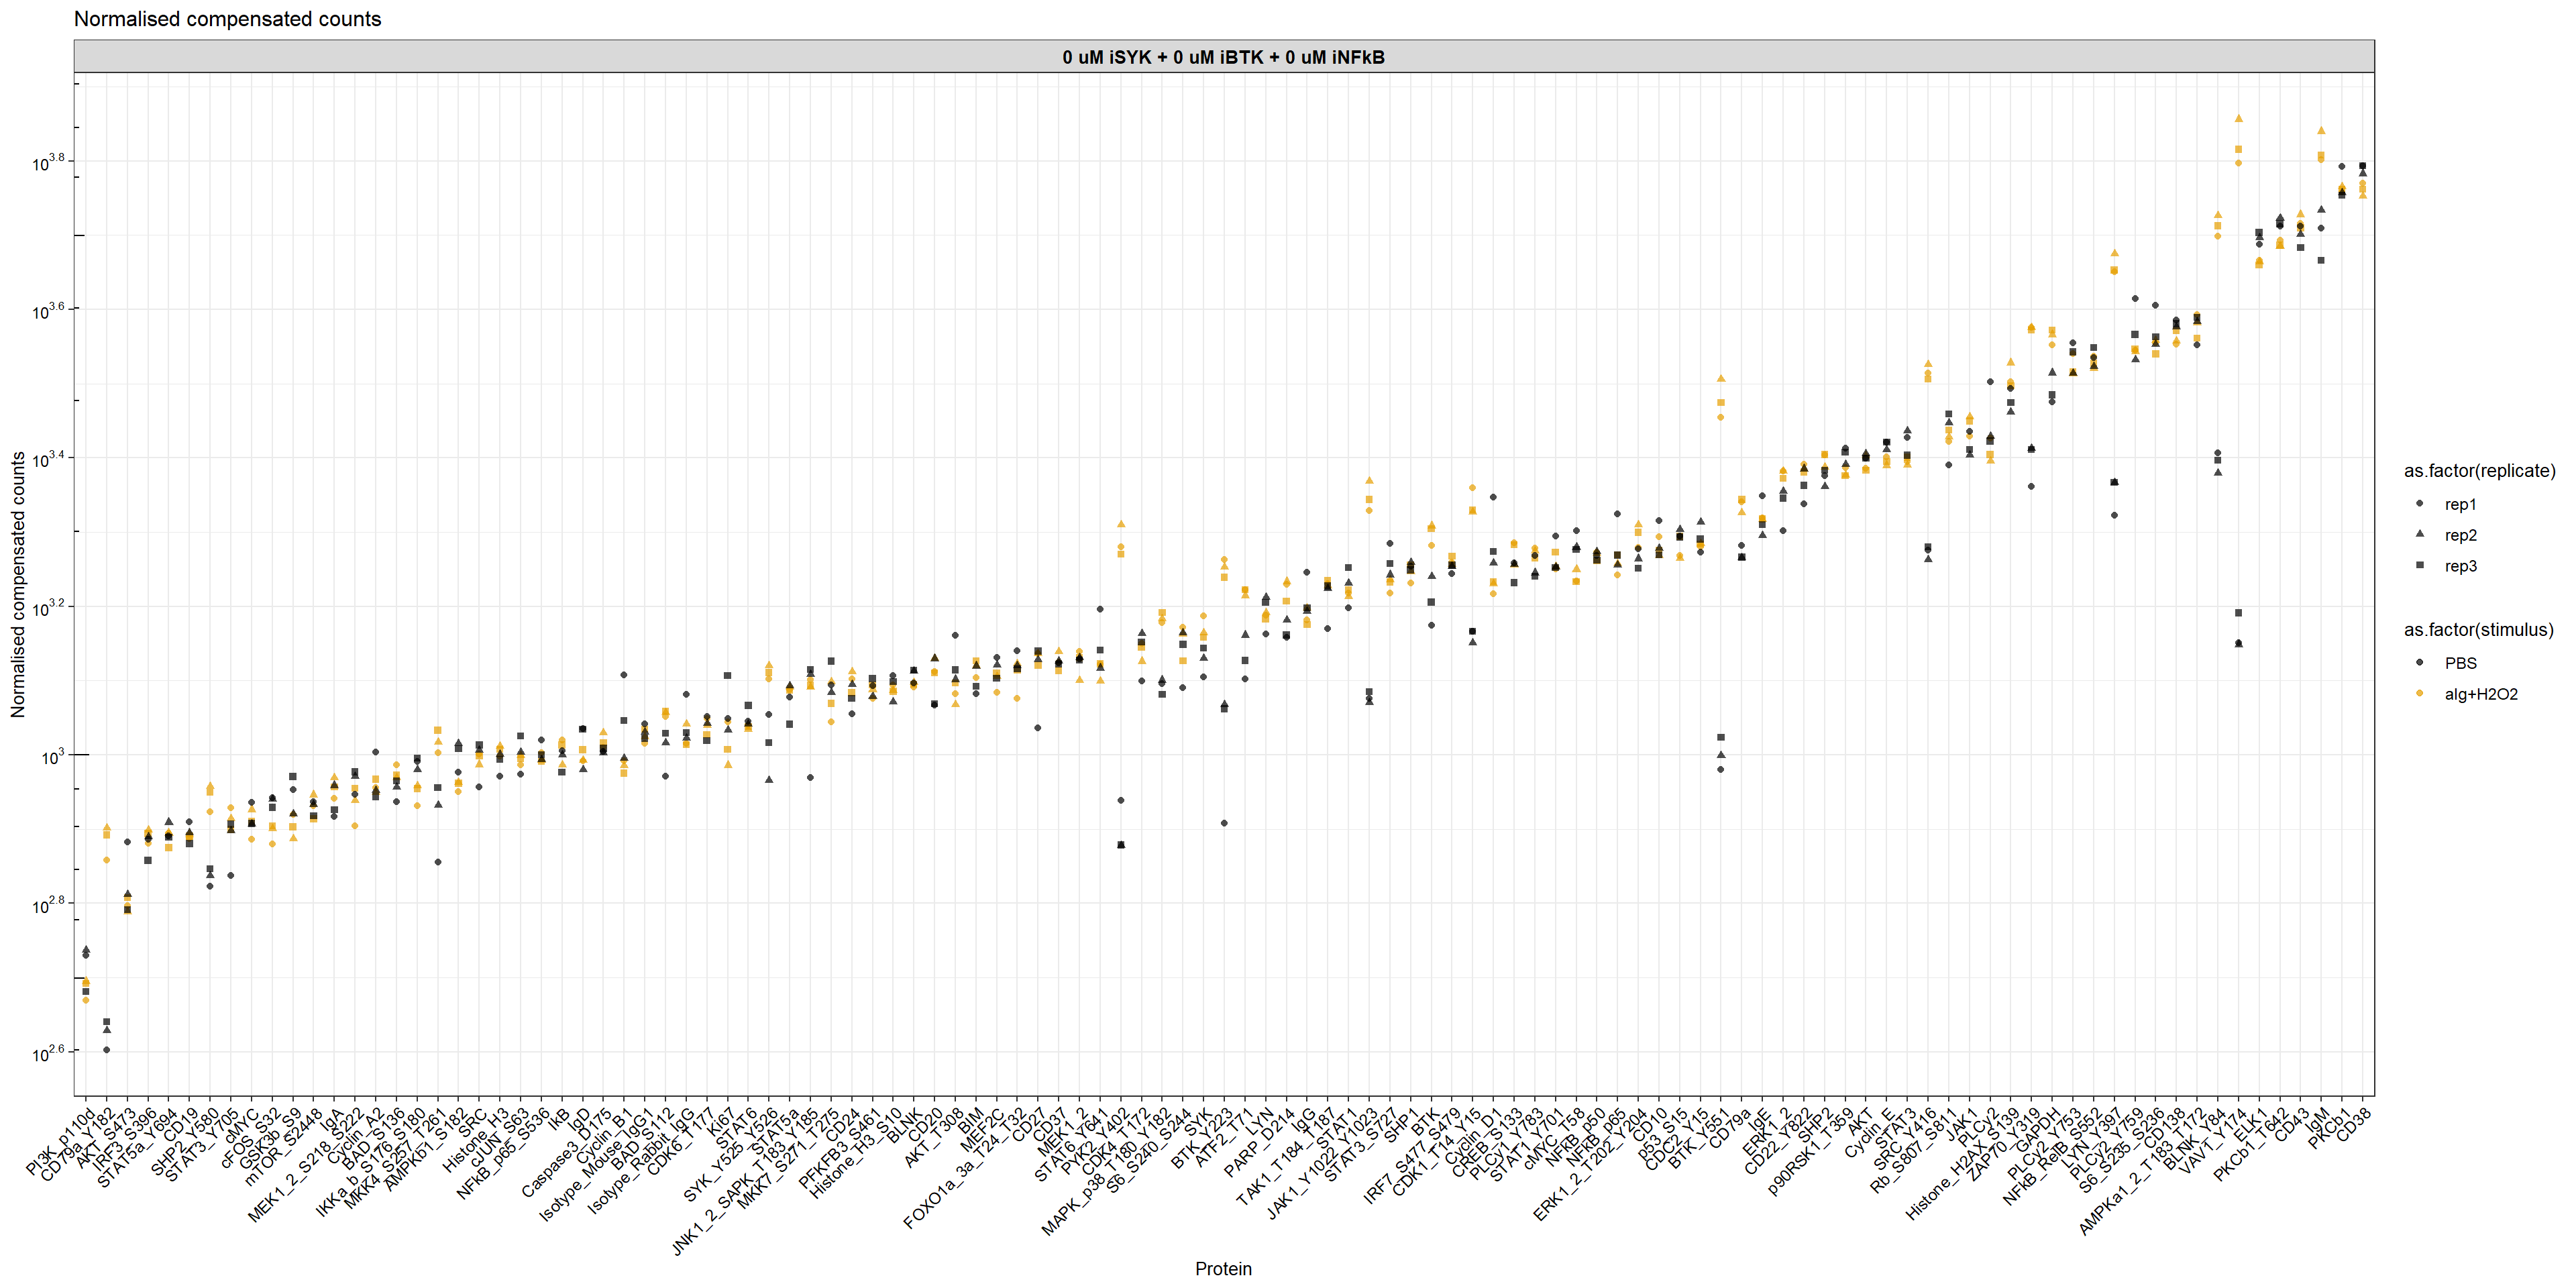 Normalised compensated counts
0 uM iSYK + 0 uM iBTK + 0 uM iNFkB
Normalised compensated counts
10^3.8
10^3.6
10^3.4
10^3.2
10^3
10^2.8
10^2.6
PI3K_p110d
CD79a_Y182
AKT_S473
IRF3_S396
STAT5a_Y694
CD19
SHP2_Y580
STAT3_Y705
cMYC
cFOS_S32
GSK3b_S9
mTOR_S2448
IgA
MEK1_2_S218_S222
Cyclin_A2
BAD_S136
IKKa_b_S176_S180
MKK4_S257_T261
AMPKb1_S182
SRC
Histone_H3
cJUN_S63
NFkB_p65_S536
IkB
IgD
Caspase3_D175
Cyclin_B1
Isotype_Mouse_IgG1
BAD_S112
Isotype_Rabbit_IgG
CDK6_T177
Ki67
STAT6
SYK_Y525_Y526
STAT5a
JNK1_2_SAPK_T183_Y185
MKK7_S271_T275
CD24
PFKFB3_S461
Histone_H3_S10
BLNK
CD20
AKT_T308
BIM
MEF2C
FOXO1a_3a_T24_T32
CD27
CD37
MEK1_2
STAT6_Y641
PYK2_Y402
CDK4_T172
MAPK_p38_T180_Y182
S6_S240_S244
SYK
BTK_Y223
ATF2_T71
LYN
PARP_D214
IgG
TAK1_T184_T187
STAT1
JAK1_Y1022_Y1023
STAT3_S727
SHP1
BTK
IRF7_S477_S479
CDK1_T14_Y15
Cyclin_D1
CREB_S133
PLCy1_Y783
STAT1_Y701
cMYC_T58
NFkB_p50
NFkB_p65
ERK1_2_T202_Y204
CD10
p53_S15
CDC2_Y15
BTK_Y551
CD79a
IgE
ERK1_2
CD22_Y822
SHP2
p90RSK1_T359
AKT
Cyclin_E
STAT3
SRC_Y416
Rb_S807_S811
JAK1
PLCy2
Histone_H2AX_S139
ZAP70_Y319
GAPDH
PLCy2_Y753
NFkB_RelB_S552
LYN_Y397
PLCy2_Y759
S6_S235_S236
CD138
AMPKa1_2_T183_T172
BLNK_Y84
VAV1_Y174
ELK1
PKCb1_T642
CD43
IgM
PKCb1
CD38
Protein
as.factor(replicate)
rep1
rep2
rep3
as.factor(stimulus)
PBS
aIg+H2O2